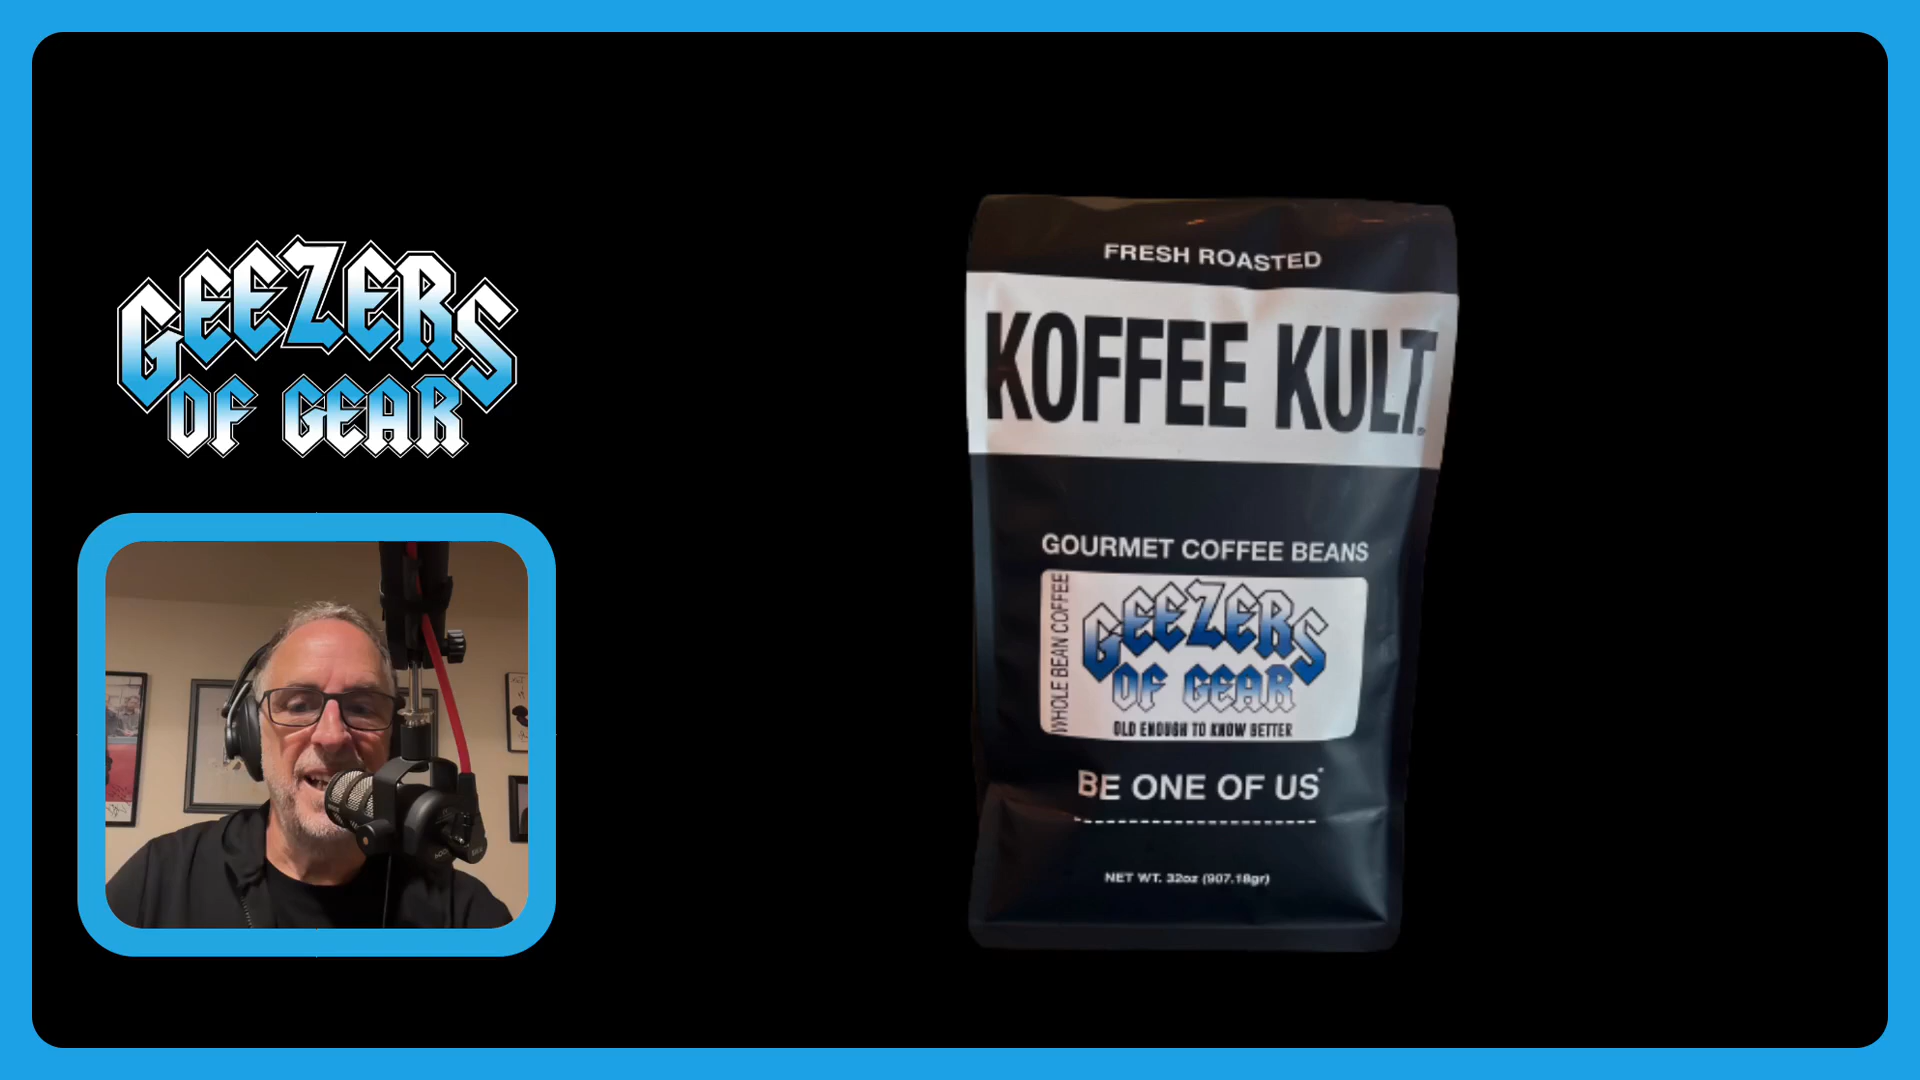 GEEZERS
OF GEAR
FRESH ROASTED
KOFFEE KULT
GOURMET COFFEE BEANS
WHOLE BEAN COFFEE
GEEZERS
OF GEAR
OLD ENOUGH TO KNOW BETTER
BE ONE OF US
NET WT. 32oz (907.18gr)